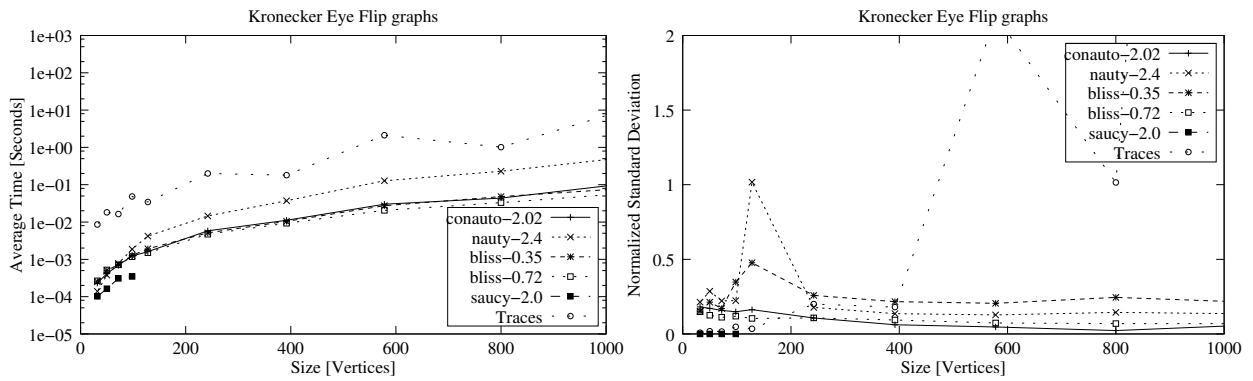 Kronecker Eye Flip graphs
1e+03
1e+02
1e+01
1e+00
1e−01
1e−02
1e−03
1e−04
1e−05
Average Time [Seconds]
0
200
400
600
800
1000
Size [Vertices]
conauto−2.02
nauty−2.4
bliss−0.35
bliss−0.72
saucy−2.0
Traces
Kronecker Eye Flip graphs
2
1.5
1
0.5
0
Normalized Standard Deviation
0
200
400
600
800
1000
Size [Vertices]
conauto−2.02
nauty−2.4
bliss−0.35
bliss−0.72
saucy−2.0
Traces